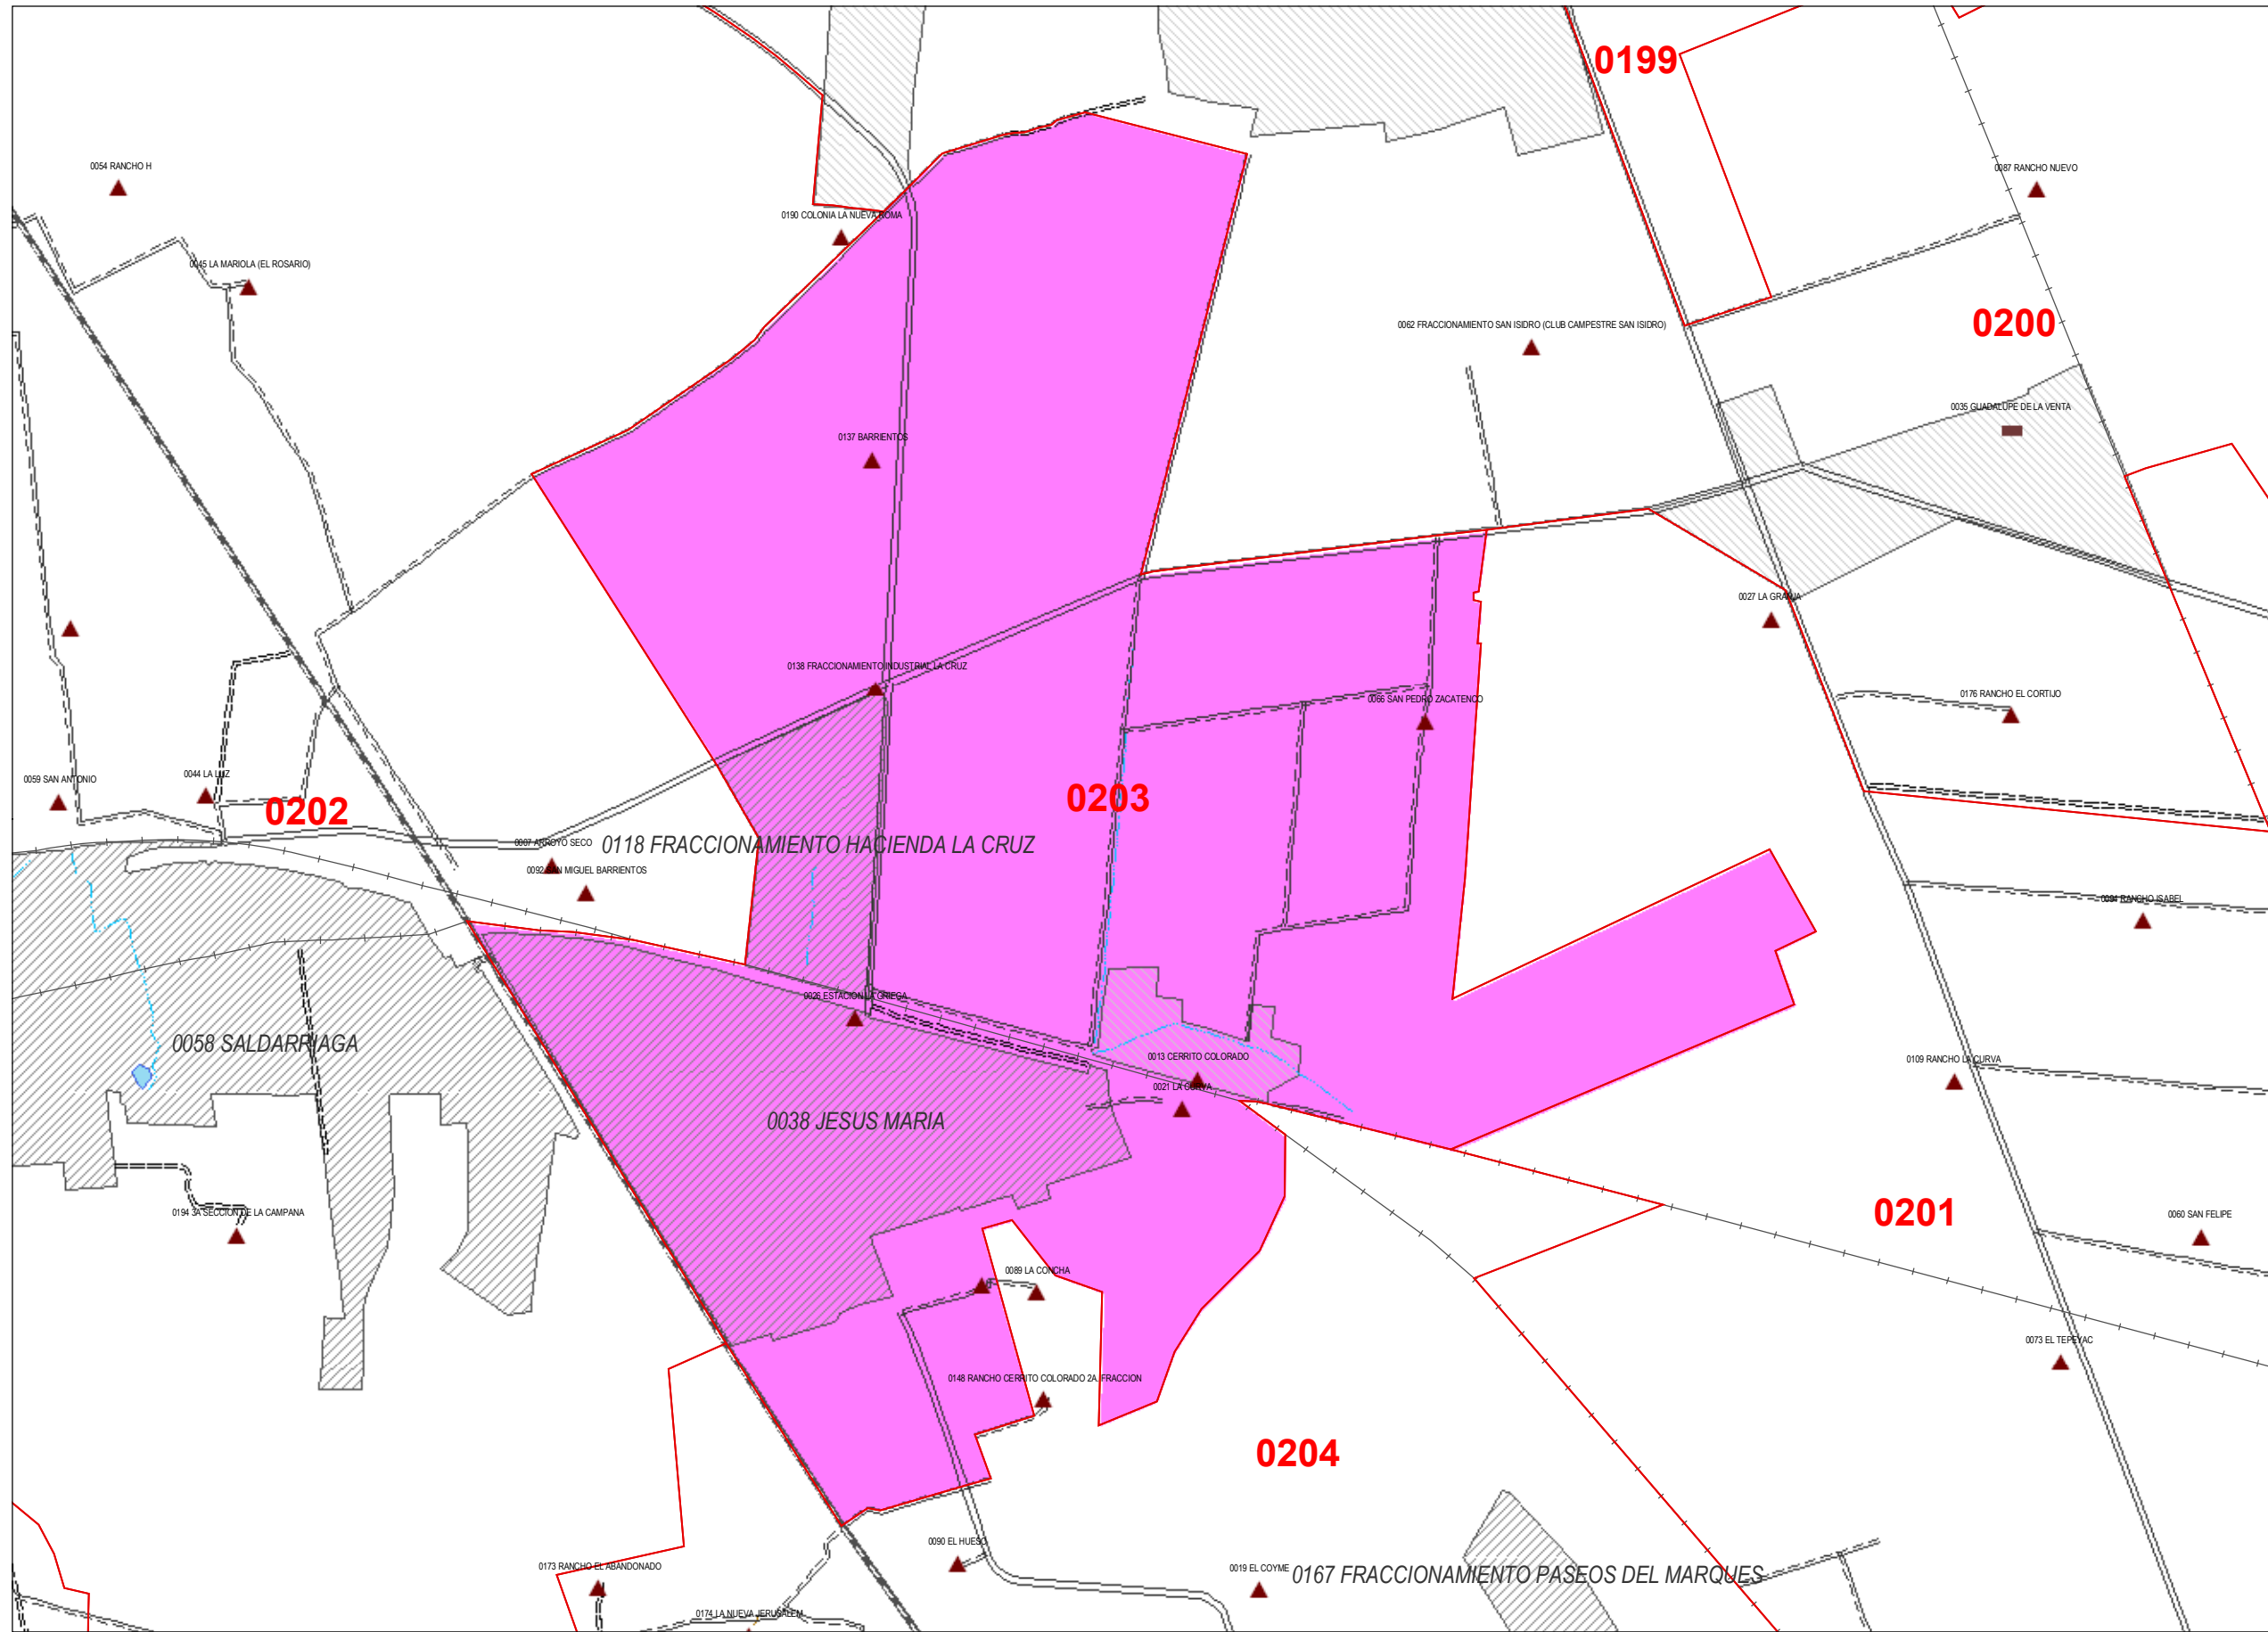 0199
0054 RANCHO H
0087 RANCHO NUEVO
0190 COLONIA LA NUEVA ROMA
0045 LA MARIOLA (EL ROSARIO)
0062 FRACCIONAMIENTO SAN ISIDRO (CLUB CAMPESTRE SAN ISIDRO)
0200
0035 GUADALUPE DE LA VENTA
0137 BARRIENTOS
0027 LA GRANJA
0138 FRACCIONAMIENTO INDUSTRIAL LA CRUZ
0176 RANCHO EL CORTIJO
0066 SAN PEDRO ZACATENCO
0059 SAN ANTONIO
0044 LA LUZ
0202
0203
0007 ARROYO SECO
0118 FRACCIONAMIENTO HACIENDA LA CRUZ
0092 SAN MIGUEL BARRIENTOS
0094 RANCHO ISABEL
0026 ESTACION LA GRIEGA
0058 SALDARRIAGA
0013 CERRITO COLORADO
0109 RANCHO LA CURVA
0021 LA CURVA
0038 JESUS MARIA
0194 3A SECCION DE LA CAMPANA
0201
0060 SAN FELIPE
0089 LA CONCHA
0073 EL TEPEYAC
0148 RANCHO CERRITO COLORADO 2A. FRACCION
0204
0090 EL HUESO
0173 RANCHO EL ABANDONADO
0019 EL COYME
0167 FRACCIONAMIENTO PASEOS DEL MARQUES
0174 LA NUEVA JERUSALEM